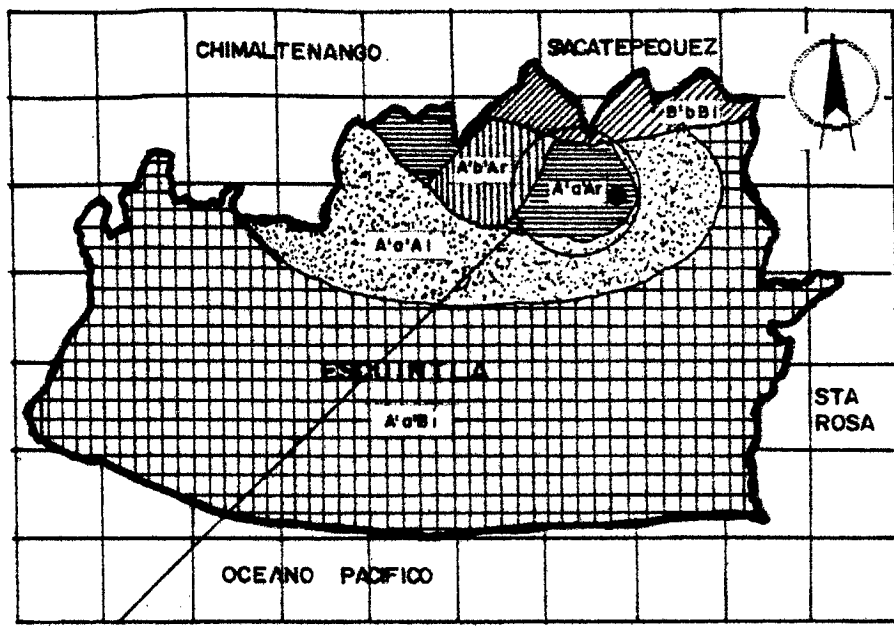 CHIMALTENANGO
SACATEPEQUEZ
B'bBi
A'b'Ar
A'a'Ar
A'a'Ai
ESCUINTLA
A'a'Bi
STA
ROSA
OCEANO PACIFICO